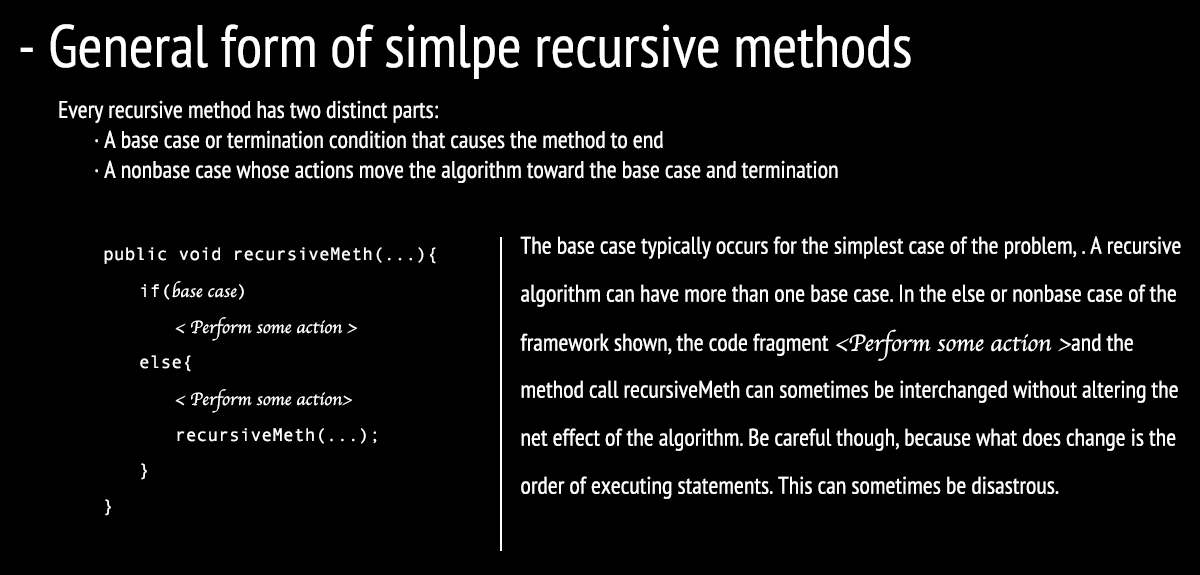 - General form of simlpe recursive methods
Every recursive method has two distinct parts:
· A base case or termination condition that causes the method to end
· A nonbase case whose actions move the algorithm toward the base case and termination
public void recursiveMeth(...){
if(base case)
< Perform some action >
else{
< Perform some action>
recursiveMeth(...);
}
}
The base case typically occurs for the simplest case of the problem, . A recursive
algorithm can have more than one base case. In the else or nonbase case of the
framework shown, the code fragment <Perform some action >and the
method call recursiveMeth can sometimes be interchanged without altering the
net effect of the algorithm. Be careful though, because what does change is the
order of executing statements. This can sometimes be disastrous.